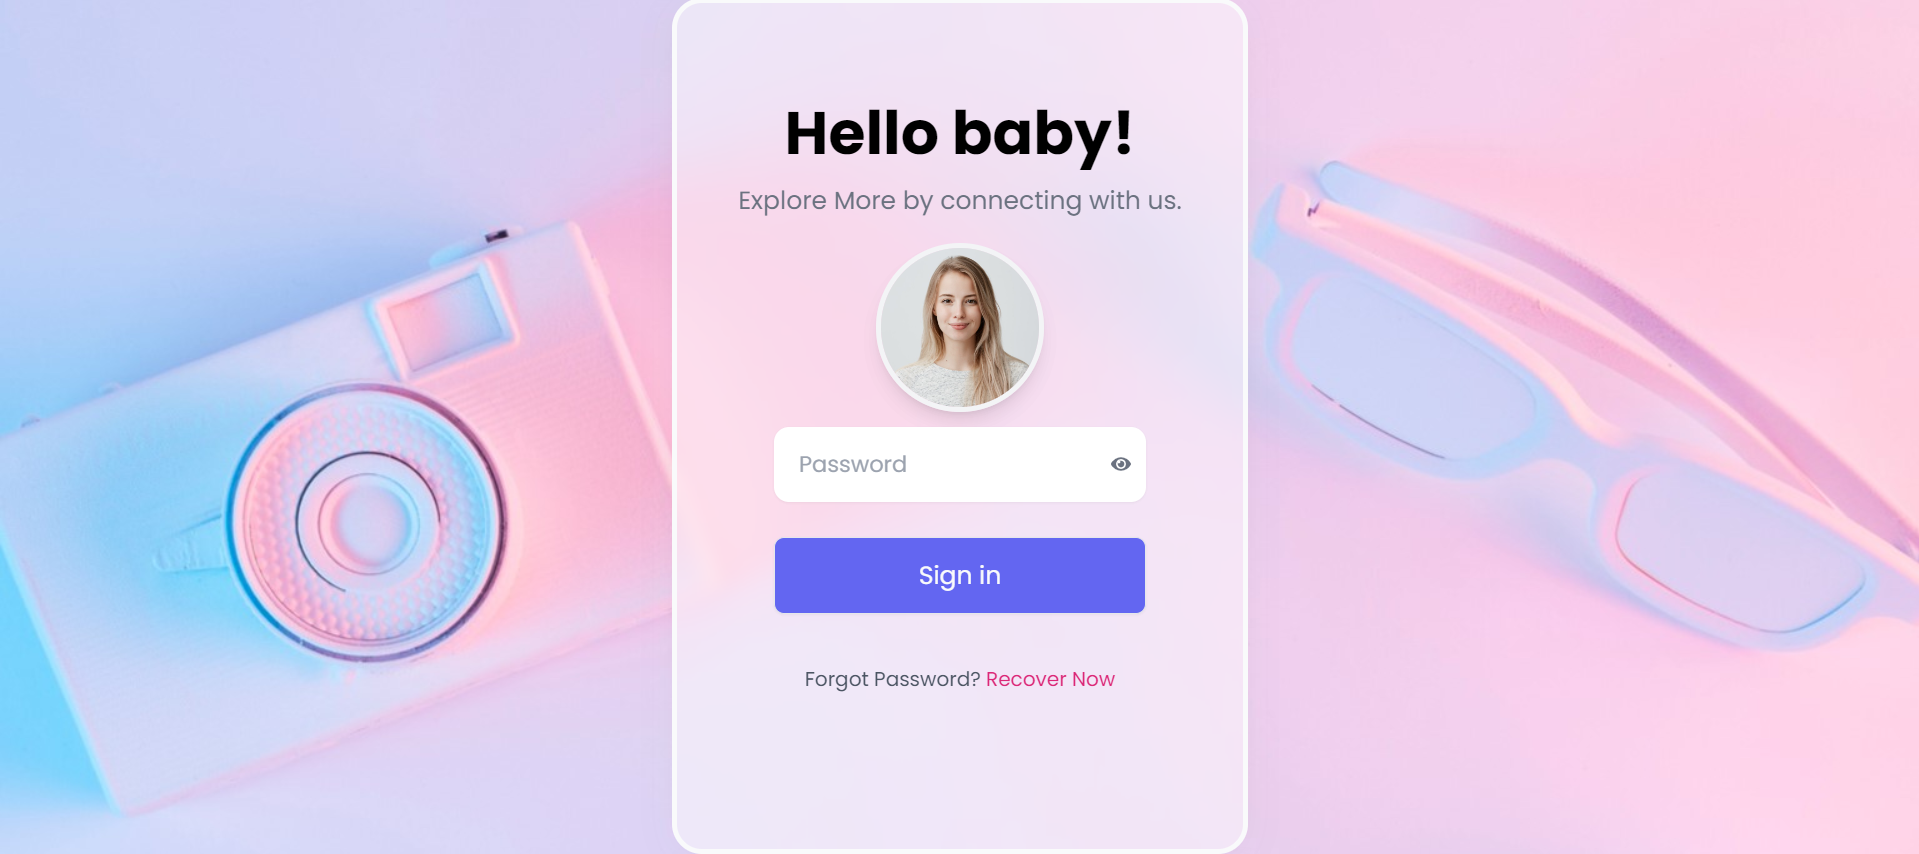 Hello baby!
Explore More by connecting with us.
Password
Sign in
Forgot Password? Recover Now